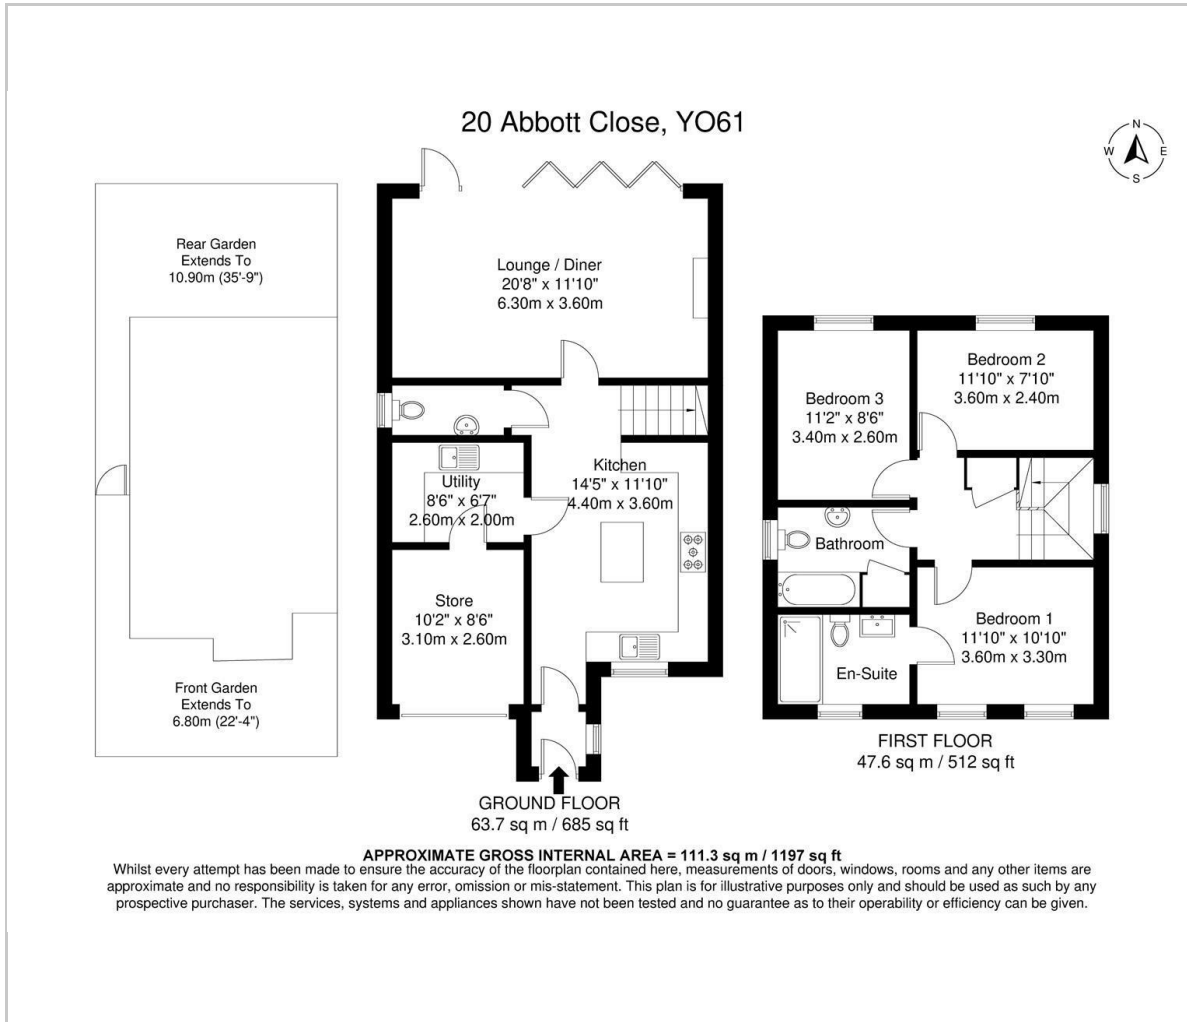 20 Abbott Close, YO61
N
W E
S
Rear Garden
Extends To
10.90m (35'-9")
Front Garden
Extends To
6.80m (22'-4")
Lounge / Diner
20'8" x 11'10"
6.30m x 3.60m
Kitchen
14'5" x 11'10"
4.40m x 3.60m
Utility
8'6" x 6'7"
2.60m x 2.00m
Store
10'2" x 8'6"
3.10m x 2.60m
GROUND FLOOR
63.7 sq m / 685 sq ft
Bedroom 2
11'10" x 7'10"
3.60m x 2.40m
Bedroom 3
11'2" x 8'6"
3.40m x 2.60m
Bathroom
Bedroom 1
11'10" x 10'10"
3.60m x 3.30m
En-Suite
FIRST FLOOR
47.6 sq m / 512 sq ft
APPROXIMATE GROSS INTERNAL AREA = 111.3 sq m / 1197 sq ft
Whilst every attempt has been made to ensure the accuracy of the floorplan contained here, measurements of doors, windows, rooms and any other items are
approximate and no responsibility is taken for any error, omission or mis-statement. This plan is for illustrative purposes only and should be used as such by any
prospective purchaser. The services, systems and appliances shown have not been tested and no guarantee as to their operability or efficiency can be given.